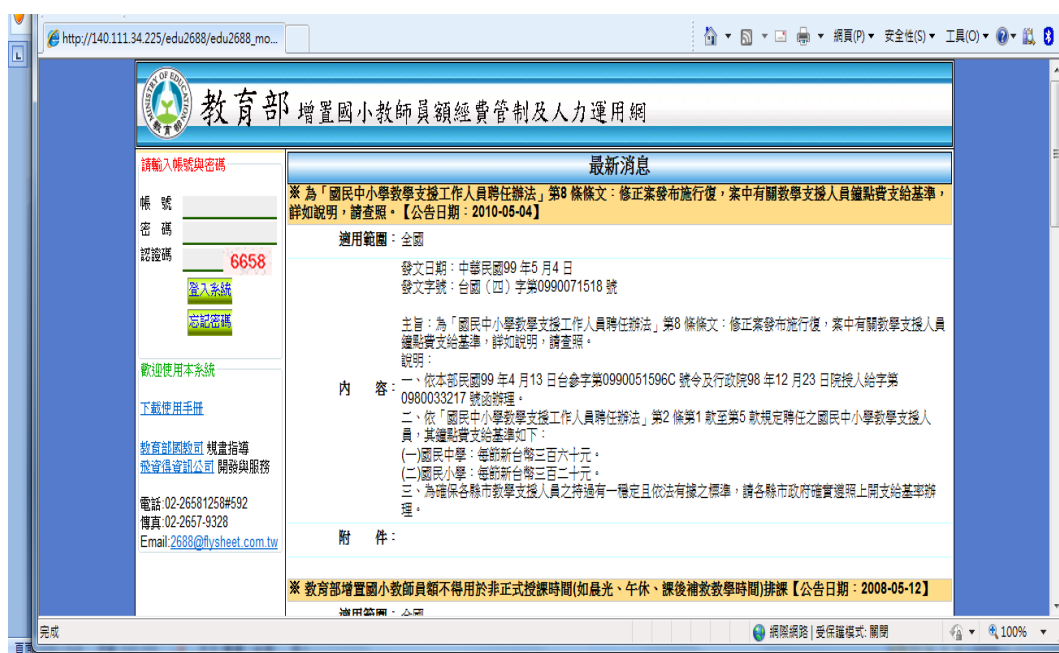 http://140.111.34.225/edu2688/edu2688_mo...
網頁(P)
安全性(S)
工具(O)
L
MINISTRY OF EDUCATION
教育部
教育部 增置國小教師員額經費管制及人力運用網
請輸入帳號與密碼
帳 號
密 碼
認證碼 6658
登入系統
忘記密碼
歡迎使用本系統
下載使用手冊
教育部國教司 規畫指導
飛資得資訊公司 開發與服務
電話:02-26581258#592
傳真:02-2657-9328
Email:2688@flysheet.com.tw
最新消息
※ 為「國民中小學教學支援工作人員聘任辦法」第8 條條文：修正案發布施行復，案中有關教學支援人員鐘點費支給基準，
詳如說明，請查照。【公告日期：2010-05-04】
適用範圍：全國
內 容：
發文日期：中華民國99 年5 月4 日
發文字號：台國（四）字第0990071518 號
主旨：為「國民中小學教學支援工作人員聘任辦法」第8 條條文：修正案發布施行復，案中有關教學支援人員
鐘點費支給基準，詳如說明，請查照。
說明：
一、依本部民國99 年4 月13 日台參字第0990051596C 號令及行政院98 年12 月23 日院授人給字第
0980033217 號函辦理。
二、依「國民中小學教學支援工作人員聘任辦法」第2 條第1 款至第5 款規定聘任之國民中小學教學支援人
員，其鐘點費支給基準如下：
(一)國民中學：每節新台幣三百六十元。
(二)國民小學：每節新台幣三百二十元。
三、為確保各縣市教學支援人員之持過有一穩定且依法有據之標準，請各縣市政府確實遵照上開支給基率辦
理。
附 件：
※ 教育部增置國小教師員額不得用於非正式授課時間(如晨光、午休、課後補救教學時間)排課【公告日期：2008-05-12】
適用範圍：全國
完成
網際網路 | 受保護模式: 關閉
100%